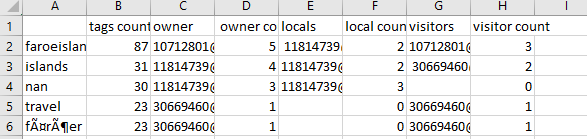 A B C D E F G H I
1 tags count owner owner co locals local coun visitors visitor count
2 faroeislan 87 10712801@ 5 11814739@ 2 10712801@ 3
3 islands 31 11814739@ 4 11814739@ 2 30669460@ 2
4 nan 30 11814739@ 3 11814739@ 3 0
5 travel 23 30669460@ 1 0 30669460@ 1
6 fÃ¤rÃ¶er 23 30669460@ 1 0 30669460@ 1